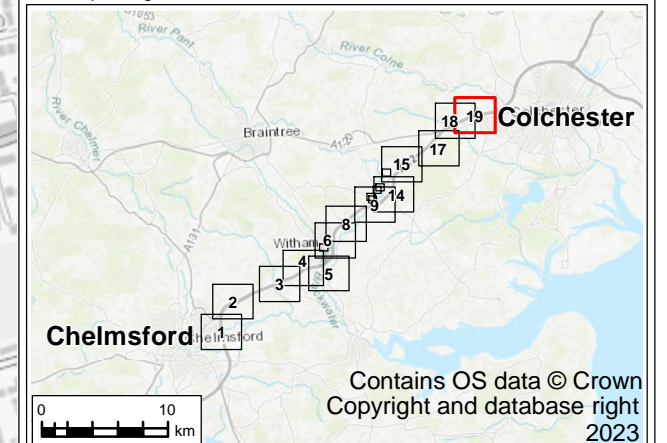 c1053
River Pant
River Colne
River Chelmer
Braintree
A120
A12
A131
18
19
Colchester
17
15
14
9
8
6
Witham
4
5
3
2
1
Chelmsford
Chelmsford
Contains OS data © Crown
Copyright and database right
2023
0 10
km